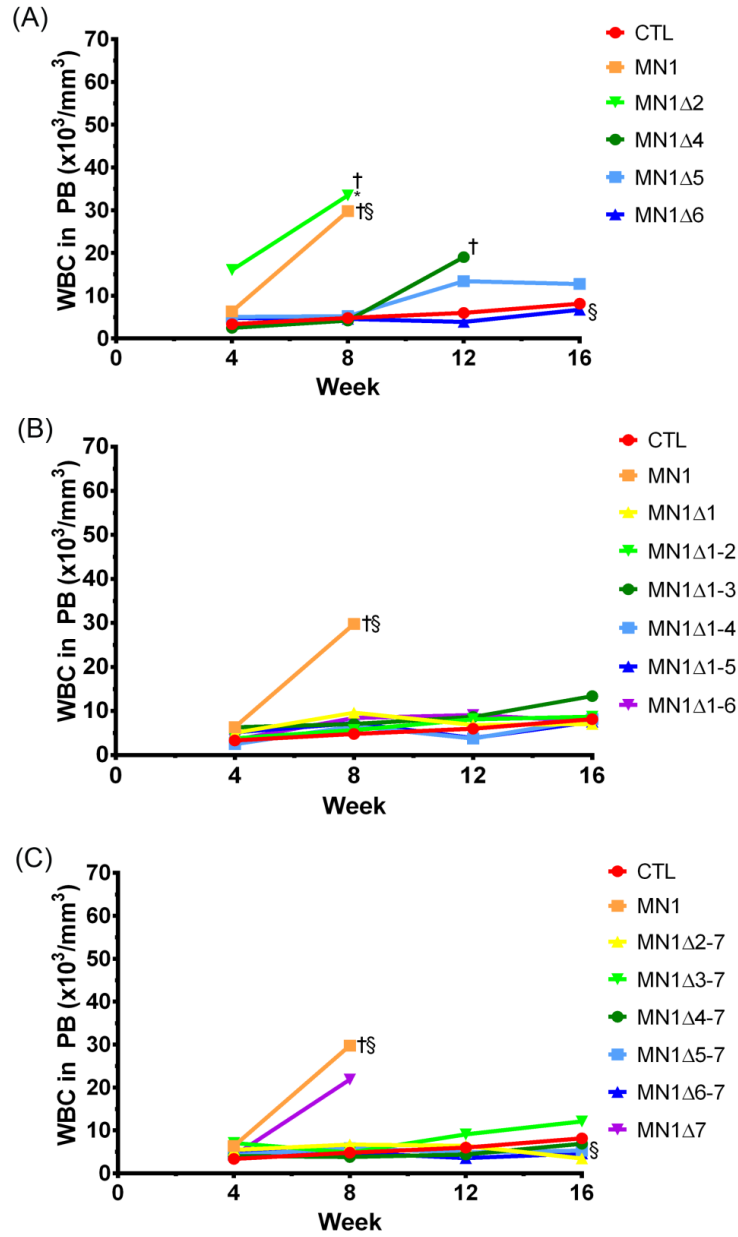 (A)
WBC in PB (x10³/mm³)
70
60
50
40
30
20
10
0
0
4
8
12
16
Week
†
*
†§
†
§
CTL
MN1
MN1Δ2
MN1Δ4
MN1Δ5
MN1Δ6
(B)
WBC in PB (x10³/mm³)
70
60
50
40
30
20
10
0
0
4
8
12
16
Week
†§
CTL
MN1
MN1Δ1
MN1Δ1-2
MN1Δ1-3
MN1Δ1-4
MN1Δ1-5
MN1Δ1-6
(C)
WBC in PB (x10³/mm³)
70
60
50
40
30
20
10
0
0
4
8
12
16
Week
†§
§
CTL
MN1
MN1Δ2-7
MN1Δ3-7
MN1Δ4-7
MN1Δ5-7
MN1Δ6-7
MN1Δ7